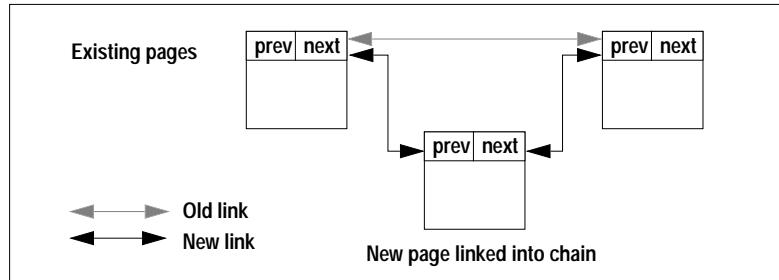 Existing pages
prev next
prev next
prev next
Old link
New link
New page linked into chain